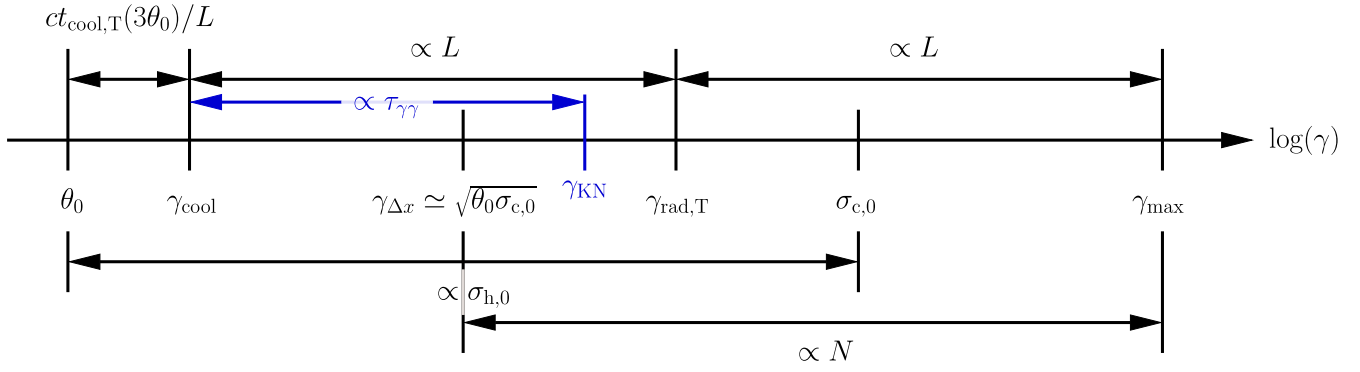 ct_{cool,T}(3θ_0)/L
∝ L
∝ L
∝ τ_{γγ}
log(γ)
θ_0
γ_{cool}
γ_{Δx} ≃ √(θ_0σ_{c,0})
γ_{KN}
γ_{rad,T}
σ_{c,0}
γ_{max}
∝ σ_{h,0}
∝ N